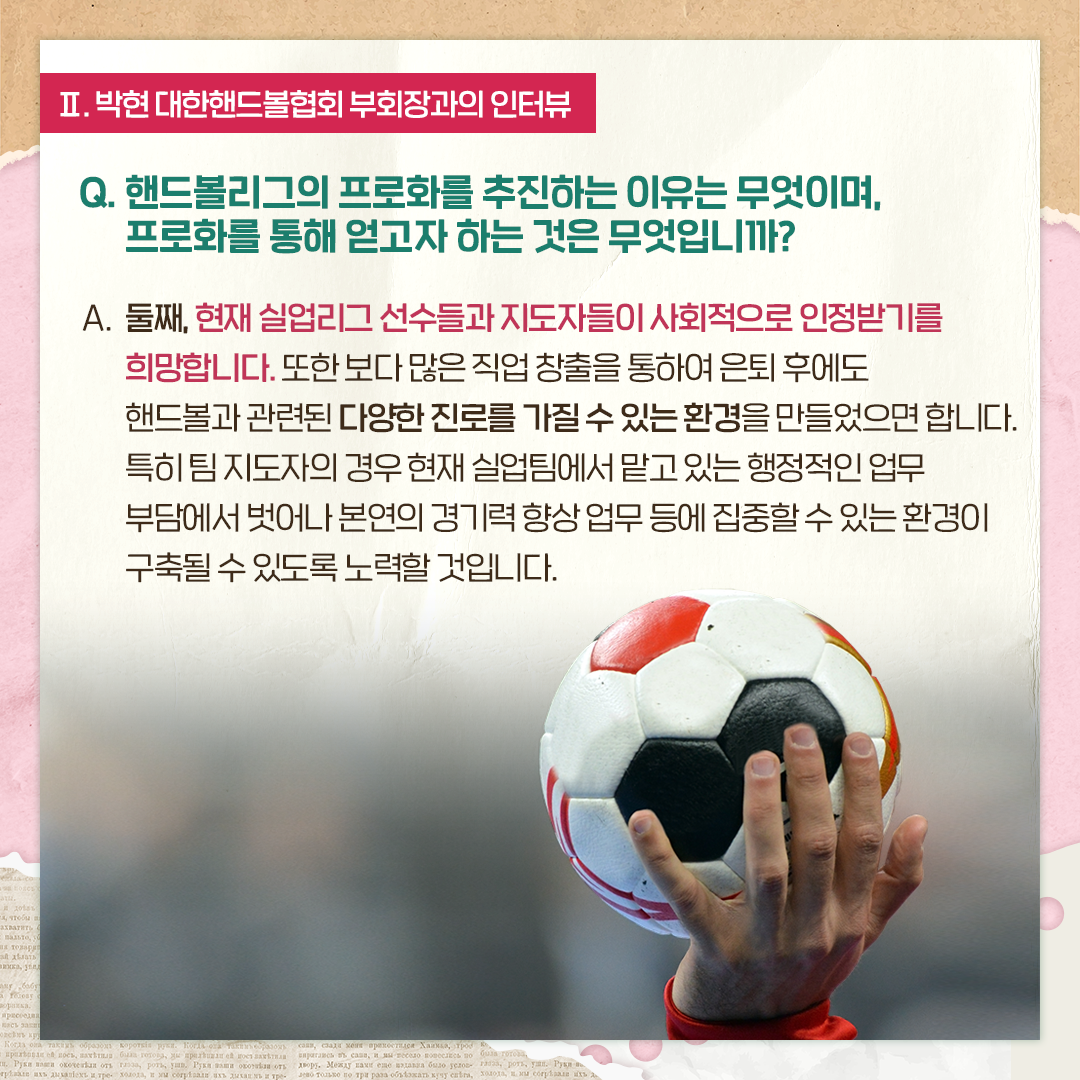 Ⅱ. 박현 대한핸드볼협회 부회장과의 인터뷰
Q. 핸드볼리그의 프로화를 추진하는 이유는 무엇이며,
프로화를 통해 얻고자 하는 것은 무엇입니까?
A. 둘째, 현재 실업리그 선수들과 지도자들이 사회적으로 인정받기를
희망합니다. 또한 보다 많은 직업 창출을 통하여 은퇴 후에도
핸드볼과 관련된 다양한 진로를 가질 수 있는 환경을 만들었으면 합니다.
특히 팀 지도자의 경우 현재 실업팀에서 맡고 있는 행정적인 업무
부담에서 벗어나 본연의 경기력 향상 업무 등에 집중할 수 있는 환경이
구축될 수 있도록 노력할 것입니다.